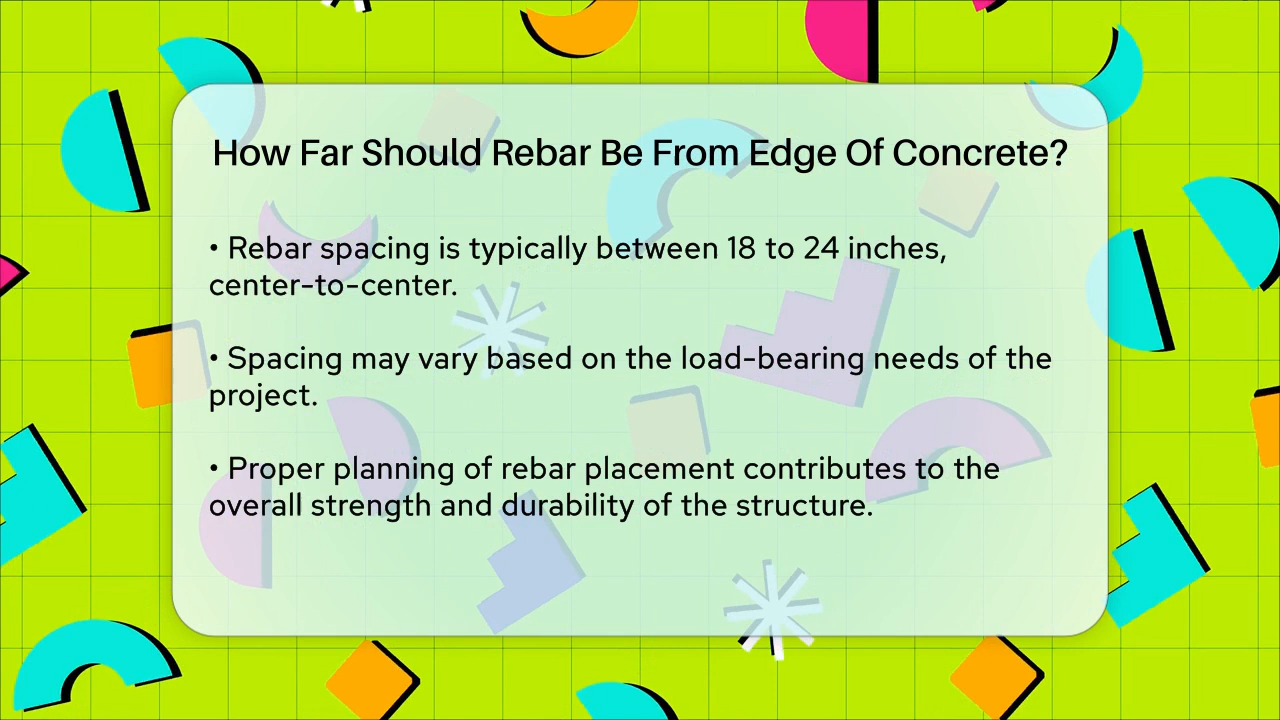 How Far Should Rebar Be From Edge Of Concrete?
• Rebar spacing is typically between 18 to 24 inches,
center-to-center.
• Spacing may vary based on the load-bearing needs of the
project.
• Proper planning of rebar placement contributes to the
overall strength and durability of the structure.